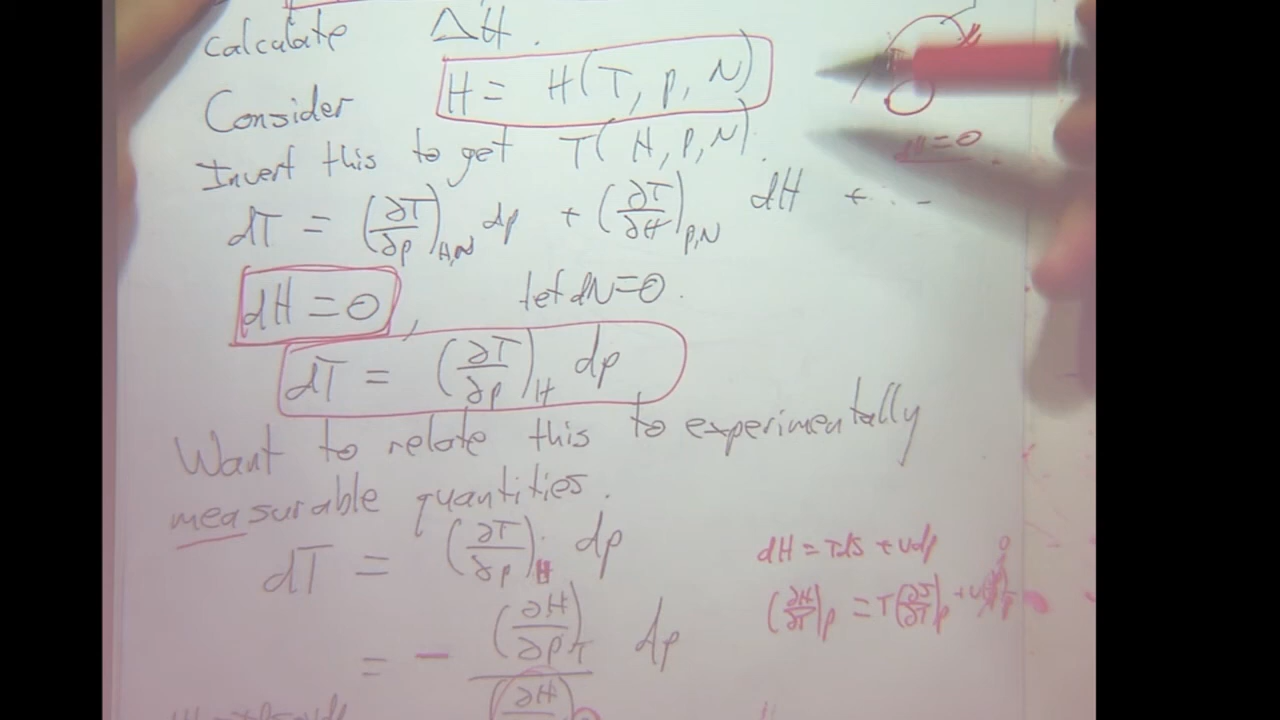 Calculate ΔH.
Consider H = H(T, p, N)
Invert this to get T(H, P, N).
dT = (∂T/∂p)_{H,N} dp + (∂T/∂H)_{P,N} dH + ...
dH = 0, let dN = 0.
dT = (∂T/∂p)_H dp
Want to relate this to experimentally
measurable quantities.
dT = (∂T/∂p)_H dp
= - (∂H/∂p)_T / (∂H dp
dH = 0
dH = TdS + Vdp
(∂H/∂T)_p = T(∂S/∂T)_p + V